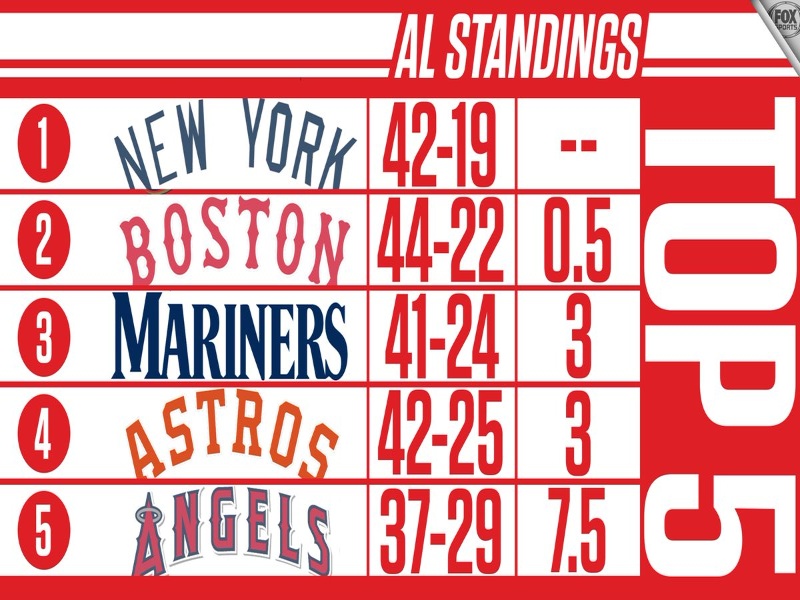 AL STANDINGS
FOX
SPORTS
TOP 5
1 NEW YORK 42-19 --
2 BOSTON 44-22 0.5
3 MARINERS 41-24 3
4 ASTROS 42-25 3
5 ANGELS 37-29 7.5